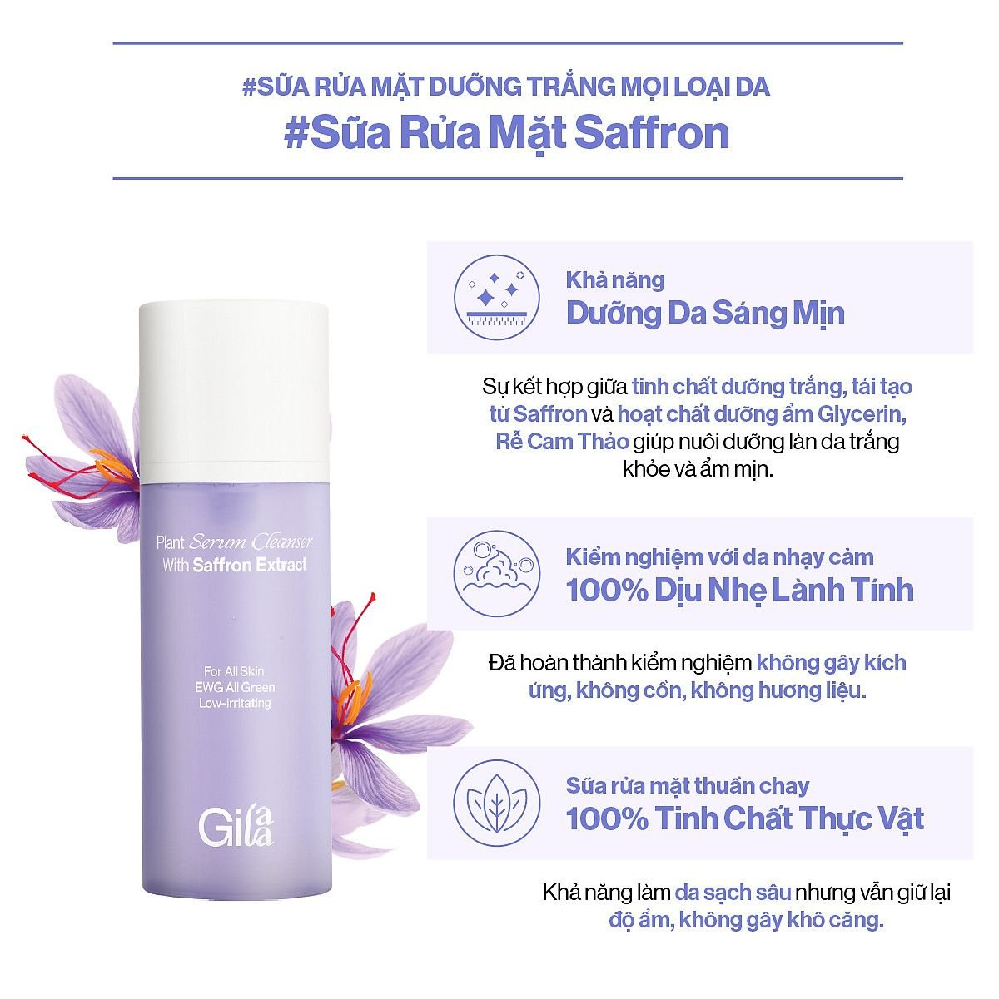 #SỮA RỬA MẶT DƯỠNG TRẮNG MỌI LOẠI DA
#Sữa Rửa Mặt Saffron
Khả năng
Dưỡng Da Sáng Mịn
Sự kết hợp giữa tinh chất dưỡng trắng, tái tạo
từ Saffron và hoạt chất dưỡng ẩm Glycerin,
Rễ Cam Thảo giúp nuôi dưỡng làn da trắng
khỏe và ẩm mịn.
Kiểm nghiệm với da nhạy cảm
100% Dịu Nhẹ Lành Tính
Đã hoàn thành kiểm nghiệm không gây kích
ứng, không cồn, không hương liệu.
Sữa rửa mặt thuần chay
100% Tinh Chất Thực Vật
Khả năng làm da sạch sâu nhưng vẫn giữ lại
độ ẩm, không gây khô căng.
Plant Serum Cleanser
With Saffron Extract
For All Skin
EWG All Green
Low-Irritating
Gilaa